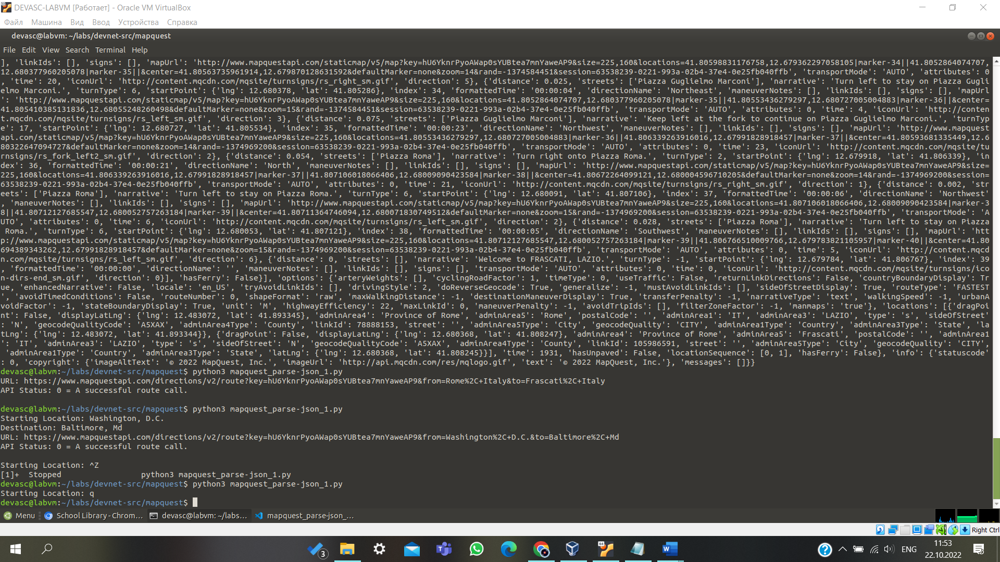 DEVASC-LABVM [Работает] - Oracle VM VirtualBox
Файл Машина Вид Ввод Устройства Справка
devasc@labvm: ~/labs/devnet-src/mapquest
File Edit View Search Terminal Help
], 'linkIds': [], 'signs': [], 'mapUrl': 'http://www.mapquestapi.com/staticmap/v5/map?key=hU6YknrPyoAWap0sYUBtea7mnYaweAP9&size=225,160&locations=41.80598831176758,12.679362297058105|marker-34||41.8052864074707,
12.680377960205078|marker-35||&center=41.80563735961914,12.679870128631592&defaultMarker=none&zoom=14&rand=-1374584451&session=63538239-0221-993a-02b4-37e4-0e25fb040ffb', 'transportMode': 'AUTO', 'attributes': 0
, 'time': 20, 'iconUrl': 'http://content.mqcdn.com/mqsite/turnsigns/rs_right_sm.gif', 'direction': 5}, {'distance': 0.025, 'streets': ['Piazza Guglielmo Marconi'], 'narrative': 'Turn left to stay on Piazza Gugli
elmo Marconi.', 'turnType': 6, 'startPoint': {'lng': 12.680378, 'lat': 41.805286}, 'index': 34, 'formattedTime': '00:00:04', 'directionName': 'Northeast', 'maneuverNotes': [], 'linkIds': [], 'signs': [], 'mapUrl
': 'http://www.mapquestapi.com/staticmap/v5/map?key=hU6YknrPyoAWap0sYUBtea7mnYaweAP9&size=225,160&locations=41.8052864074707,12.680377960205078|marker-35||41.80553436279297,12.680727005004883|marker-36||&center=
41.805410385131836,12.68055248260498&defaultMarker=none&zoom=15&rand=-1374584451&session=63538239-0221-993a-02b4-37e4-0e25fb040ffb', 'transportMode': 'AUTO', 'attributes': 0, 'time': 4, 'iconUrl': 'http://conten
t.mqcdn.com/mqsite/turnsigns/rs_left_sm.gif', 'direction': 3}, {'distance': 0.075, 'streets': ['Piazza Guglielmo Marconi'], 'narrative': 'Keep left at the fork to continue on Piazza Guglielmo Marconi.', 'turnTyp
e': 17, 'startPoint': {'lng': 12.680727, 'lat': 41.805534}, 'index': 35, 'formattedTime': '00:00:23', 'directionName': 'Northwest', 'maneuverNotes': [], 'linkIds': [], 'signs': [], 'mapUrl': 'http://www.mapquest
api.com/staticmap/v5/map?key=hU6YknrPyoAWap0sYUBtea7mnYaweAP9&size=225,160&locations=41.80553436279297,12.680727005004883|marker-36||41.806339263916016,12.67991828918457|marker-37||&center=41.80593681335449,12.6
80322647094727&defaultMarker=none&zoom=14&rand=-1374969200&session=63538239-0221-993a-02b4-37e4-0e25fb040ffb', 'transportMode': 'AUTO', 'attributes': 0, 'time': 23, 'iconUrl': 'http://content.mqcdn.com/mqsite/tu
rnsigns/rs_fork_left2_sm.gif', 'direction': 2}, {'distance': 0.054, 'streets': ['Piazza Roma'], 'narrative': 'Turn right onto Piazza Roma.', 'turnType': 2, 'startPoint': {'lng': 12.679918, 'lat': 41.806339}, 'in
dex': 36, 'formattedTime': '00:00:21', 'directionName': 'North', 'maneuverNotes': [], 'linkIds': [], 'signs': [], 'mapUrl': 'http://www.mapquestapi.com/staticmap/v5/map?key=hU6YknrPyoAWap0sYUBtea7mnYaweAP9&size=
225,160&locations=41.806339263916016,12.67991828918457|marker-37||41.807106018066406,12.68009090423584|marker-38||&center=41.80672264099121,12.680004596710205&defaultMarker=none&zoom=14&rand=-1374969200&session=
63538239-0221-993a-02b4-37e4-0e25fb040ffb', 'transportMode': 'AUTO', 'attributes': 0, 'time': 21, 'iconUrl': 'http://content.mqcdn.com/mqsite/turnsigns/rs_right_sm.gif', 'direction': 1}, {'distance': 0.002, 'str
eets': ['Piazza Roma'], 'narrative': 'Turn left to stay on Piazza Roma.', 'turnType': 6, 'startPoint': {'lng': 12.680091, 'lat': 41.807106}, 'index': 37, 'formattedTime': '00:00:06', 'directionName': 'Northwest'
, 'maneuverNotes': [], 'linkIds': [], 'signs': [], 'mapUrl': 'http://www.mapquestapi.com/staticmap/v5/map?key=hU6YknrPyoAWap0sYUBtea7mnYaweAP9&size=225,160&locations=41.807106018066406,12.68009090423584|marker-3
8||41.80712127685547,12.680052757263184|marker-39||&center=41.80711364746094,12.680071830749512&defaultMarker=none&zoom=15&rand=-1374969200&session=63538239-0221-993a-02b4-37e4-0e25fb040ffb', 'transportMode': 'A
UTO', 'attributes': 0, 'time': 6, 'iconUrl': 'http://content.mqcdn.com/mqsite/turnsigns/rs_left_sm.gif', 'direction': 2}, {'distance': 0.028, 'streets': ['Piazza Roma'], 'narrative': 'Turn left to stay on Piazza
 Roma.', 'turnType': 6, 'startPoint': {'lng': 12.680053, 'lat': 41.807121}, 'index': 38, 'formattedTime': '00:00:05', 'directionName': 'Southwest', 'maneuverNotes': [], 'linkIds': [], 'signs': [], 'mapUrl': 'htt
p://www.mapquestapi.com/staticmap/v5/map?key=hU6YknrPyoAWap0sYUBtea7mnYaweAP9&size=225,160&locations=41.80712127685547,12.680052757263184|marker-39||41.806766510009766,12.679783821105957|marker-40||&center=41.80
694389343262,12.67991828918457&defaultMarker=none&zoom=15&rand=-1374969200&session=63538239-0221-993a-02b4-37e4-0e25fb040ffb', 'transportMode': 'AUTO', 'attributes': 0, 'time': 5, 'iconUrl': 'http://content.mqcd
n.com/mqsite/turnsigns/rs_left_sm.gif', 'direction': 6}, {'distance': 0, 'streets': [], 'narrative': 'Welcome to FRASCATI, LAZIO.', 'turnType': -1, 'startPoint': {'lng': 12.679784, 'lat': 41.806767}, 'index': 39
, 'formattedTime': '00:00:00', 'directionName': '', 'maneuverNotes': [], 'linkIds': [], 'signs': [], 'transportMode': 'AUTO', 'attributes': 0, 'time': 0, 'iconUrl': 'http://content.mqcdn.com/mqsite/turnsigns/ico
n-dirs-end_sm.gif', 'direction': 0}], 'hasFerry': False}], 'options': {'arteryWeights': [], 'cyclingRoadFactor': 1, 'timeType': 0, 'useTraffic': False, 'returnLinkDirections': False, 'countryBoundaryDisplay': Tr
ue, 'enhancedNarrative': False, 'locale': 'en_US', 'tryAvoidLinkIds': [], 'drivingStyle': 2, 'doReverseGeocode': True, 'generalize': -1, 'mustAvoidLinkIds': [], 'sideOfStreetDisplay': True, 'routeType': 'FASTEST
', 'avoidTimedConditions': False, 'routeNumber': 0, 'shapeFormat': 'raw', 'maxWalkingDistance': -1, 'destinationManeuverDisplay': True, 'transferPenalty': -1, 'narrativeType': 'text', 'walkingSpeed': -1, 'urbanA
voidFactor': -1, 'stateBoundaryDisplay': True, 'unit': 'M', 'highwayEfficiency': 22, 'maxLinkId': 0, 'maneuverPenalty': -1, 'avoidTripIds': [], 'filterZoneFactor': -1, 'manmaps': 'true'}, 'locations': [{'dragPoi
nt': False, 'displayLatLng': {'lng': 12.483072, 'lat': 41.893345}, 'adminArea4': 'Province of Rome', 'adminArea5': 'Rome', 'postalCode': '', 'adminArea1': 'IT', 'adminArea3': 'LAZIO', 'type': 's', 'sideOfStreet'
: 'N', 'geocodeQualityCode': 'A5XAX', 'adminArea4Type': 'County', 'linkId': 78888153, 'street': '', 'adminArea5Type': 'City', 'geocodeQuality': 'CITY', 'adminArea1Type': 'Country', 'adminArea3Type': 'State', 'la
tLng': {'lng': 12.483072, 'lat': 41.893344}}, {'dragPoint': False, 'displayLatLng': {'lng': 12.680368, 'lat': 41.808247}, 'adminArea4': 'Province of Rome', 'adminArea5': 'Frascati', 'postalCode': '', 'adminArea1
': 'IT', 'adminArea3': 'LAZIO', 'type': 's', 'sideOfStreet': 'N', 'geocodeQualityCode': 'A5XAX', 'adminArea4Type': 'County', 'linkId': 105986591, 'street': '', 'adminArea5Type': 'City', 'geocodeQuality': 'CITY',
 'adminArea1Type': 'Country', 'adminArea3Type': 'State', 'latLng': {'lng': 12.680368, 'lat': 41.808245}}], 'time': 1931, 'hasUnpaved': False, 'locationSequence': [0, 1], 'hasFerry': False}, 'info': {'statuscode'
: 0, 'copyright': {'imageAltText': '© 2022 MapQuest, Inc.', 'imageUrl': 'http://api.mqcdn.com/res/mqlogo.gif', 'text': '© 2022 MapQuest, Inc.'}, 'messages': []}}
devasc@labvm:~/labs/devnet-src/mapquest$ python3 mapquest_parse-json_1.py
URL: https://www.mapquestapi.com/directions/v2/route?key=hU6YknrPyoAWap0sYUBtea7mnYaweAP9&from=Rome%2C+Italy&to=Frascati%2C+Italy
API Status: 0 = A successful route call.
devasc@labvm:~/labs/devnet-src/mapquest$ python3 mapquest_parse-json_1.py
Starting Location: Washington, D.C.
Destination: Baltimore, Md
URL: https://www.mapquestapi.com/directions/v2/route?key=hU6YknrPyoAWap0sYUBtea7mnYaweAP9&from=Washington%2C+D.C.&to=Baltimore%2C+Md
API Status: 0 = A successful route call.
Starting Location: ^Z
[1]+  Stopped                 python3 mapquest_parse-json_1.py
devasc@labvm:~/labs/devnet-src/mapquest$ python3 mapquest_parse-json_1.py
Starting Location: q
devasc@labvm:~/labs/devnet-src/mapquest$
Menu School Library - Chrom... devasc@labvm: ~/labs... mapquest_parse-json_...
Right Ctrl
64
3
ENG
11:53
22.10.2022